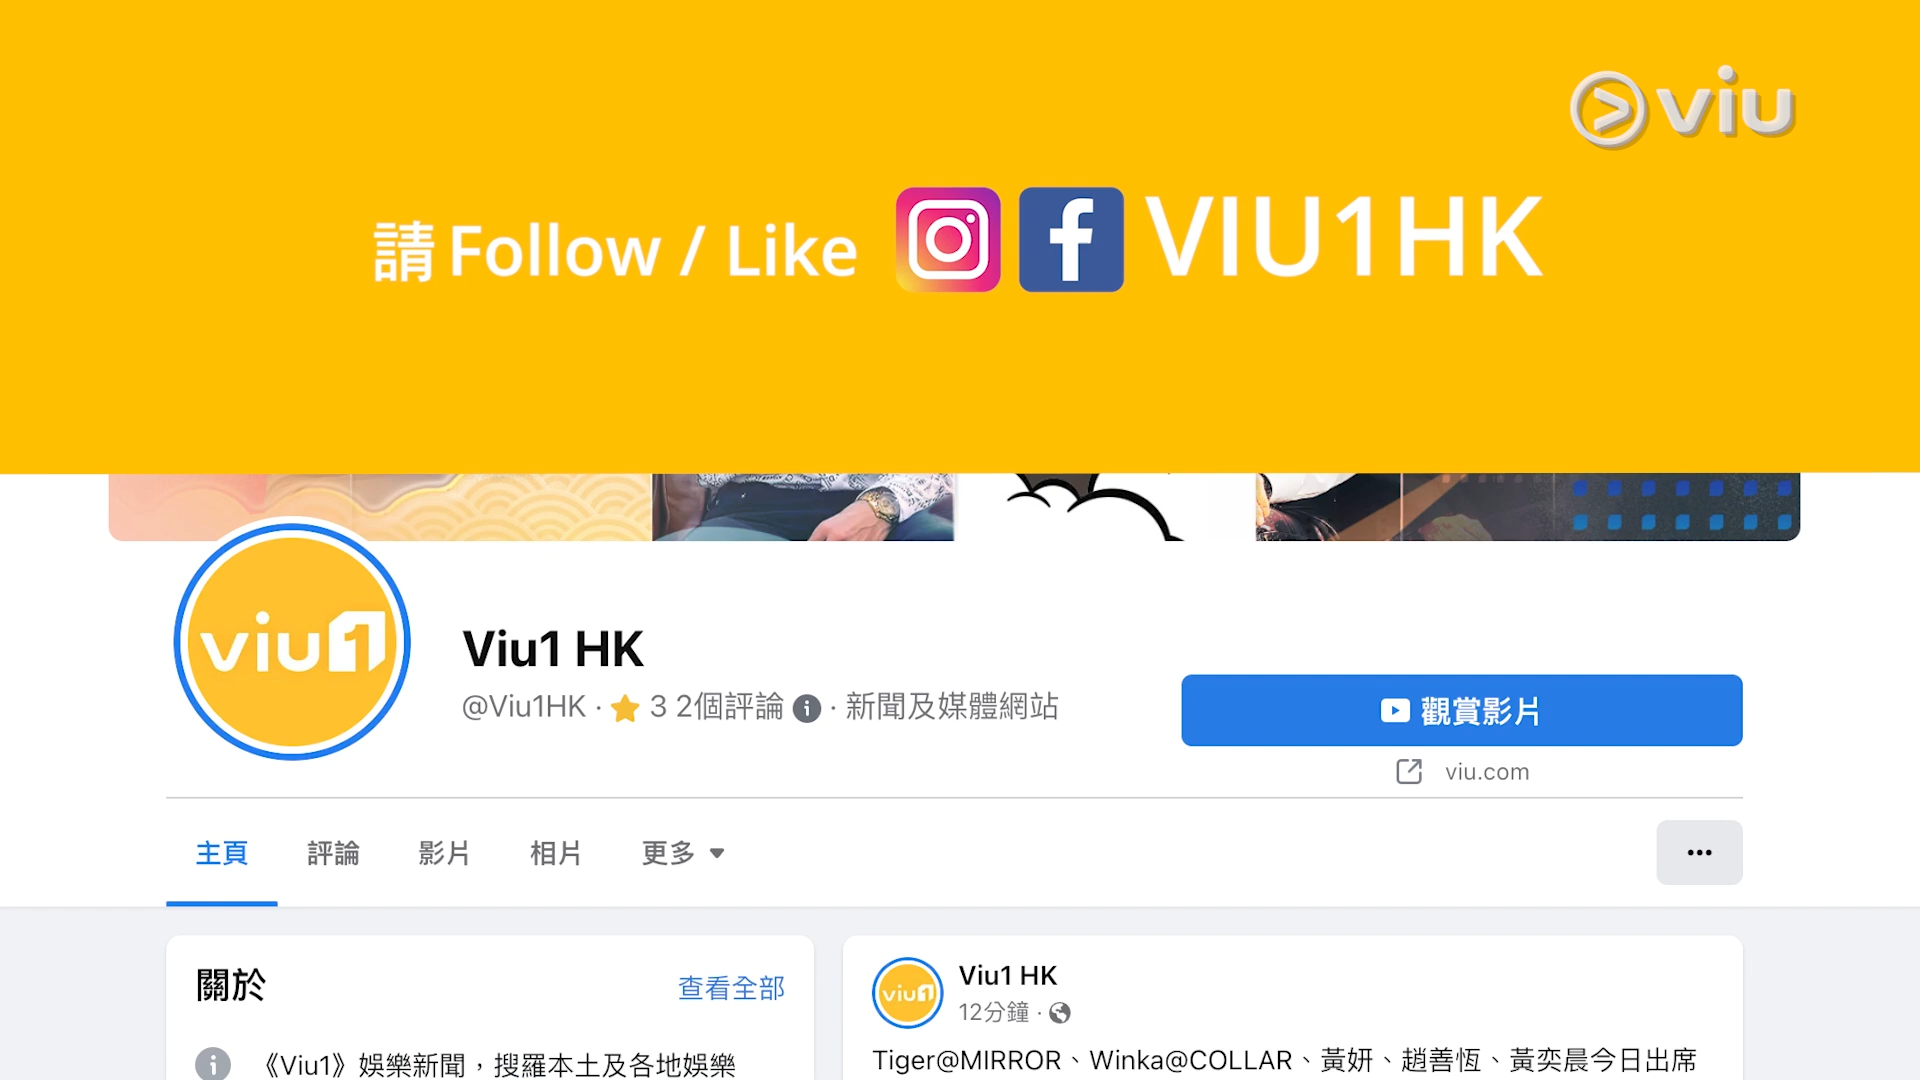 viu
請 Follow / Like VIU1HK
viu1
Viu1 HK
@Viu1HK · 3 2個評論 · 新聞及媒體網站
觀賞影片
viu.com
主頁 評論 影片 相片 更多
關於 查看全部
《Viu1》娛樂新聞,搜羅本土及各地娛樂
viu1
Viu1 HK
12分鐘 ·
Tiger@MIRROR、Winka@COLLAR、黃妍、趙善恆、黃奕晨今日出席